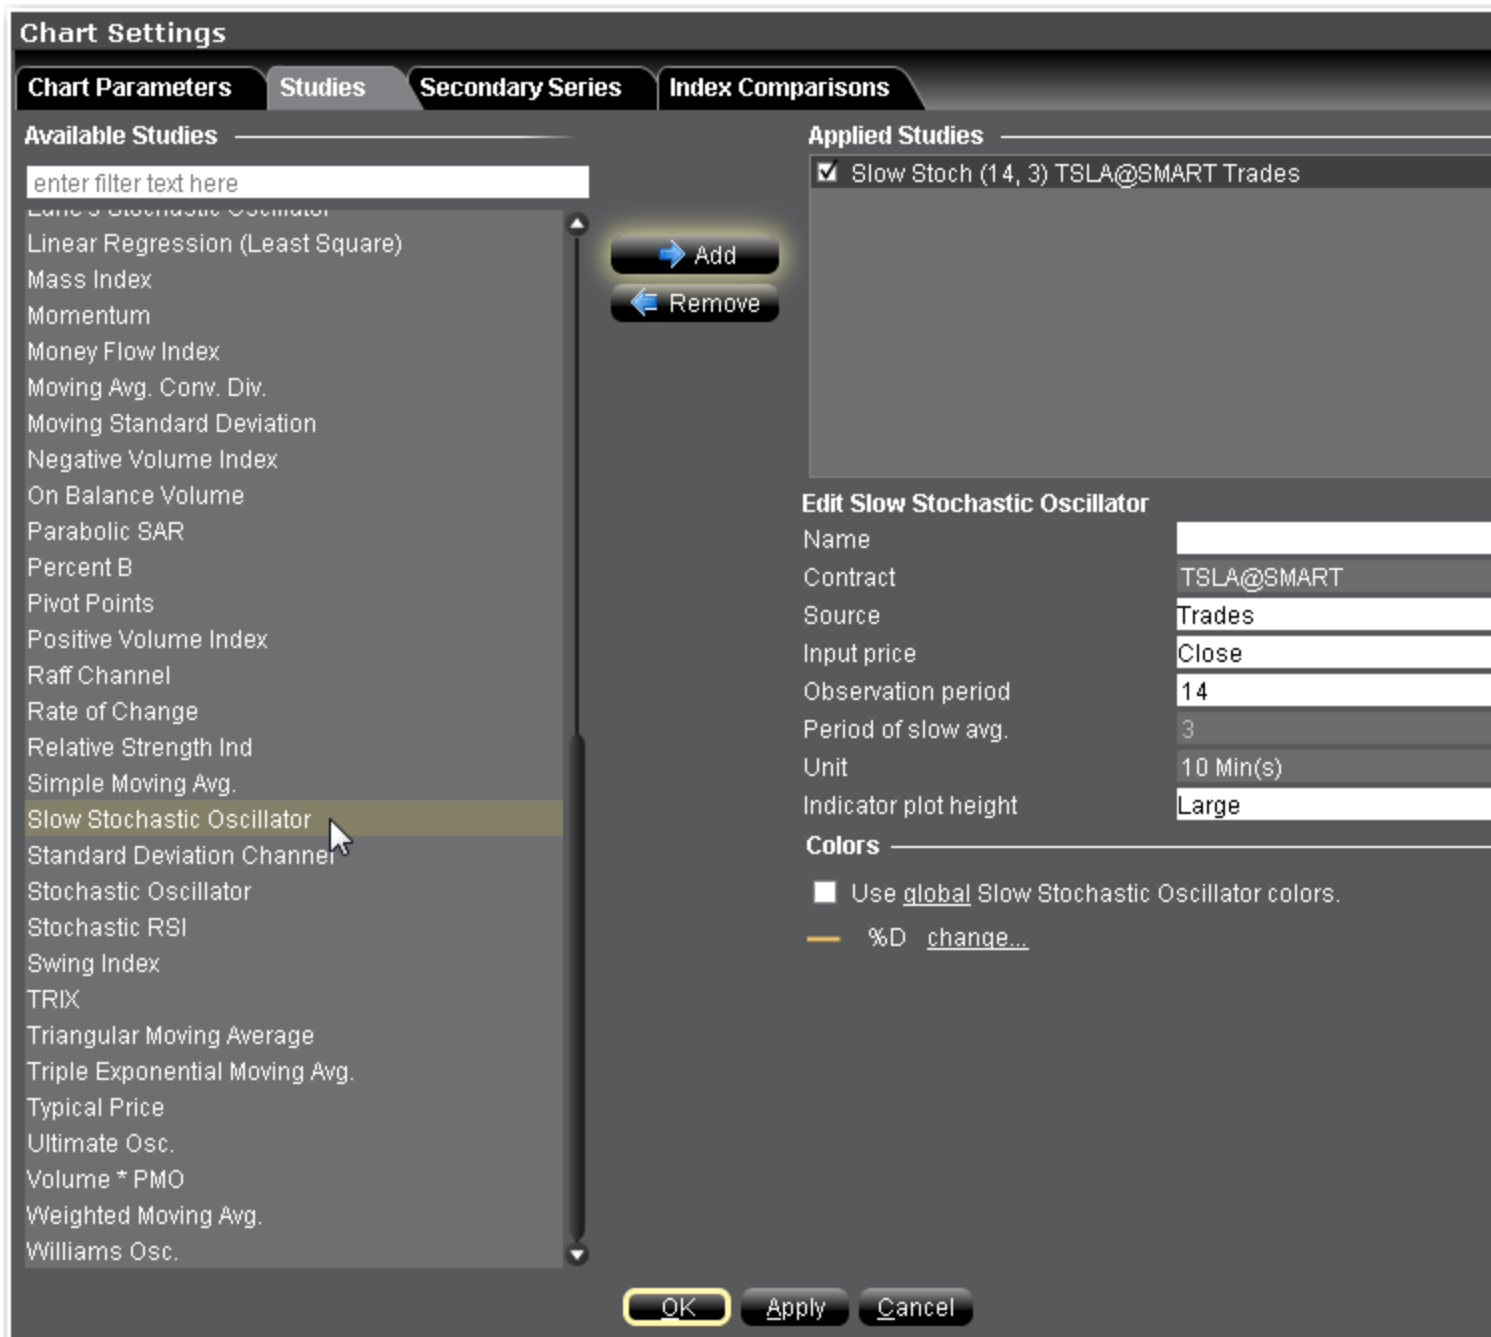 Chart Settings
Chart Parameters
Studies
Secondary Series
Index Comparisons
Available Studies
enter filter text here
Lane's Stochastic Oscillator
Linear Regression (Least Square)
Mass Index
Momentum
Money Flow Index
Moving Avg. Conv. Div.
Moving Standard Deviation
Negative Volume Index
On Balance Volume
Parabolic SAR
Percent B
Pivot Points
Positive Volume Index
Raff Channel
Rate of Change
Relative Strength Ind
Simple Moving Avg.
Slow Stochastic Oscillator
Standard Deviation Channel
Stochastic Oscillator
Stochastic RSI
Swing Index
TRIX
Triangular Moving Average
Triple Exponential Moving Avg.
Typical Price
Ultimate Osc.
Volume * PMO
Weighted Moving Avg.
Williams Osc.
Add
Remove
Applied Studies
Slow Stoch (14, 3) TSLA@SMART Trades
Edit Slow Stochastic Oscillator
Name
Contract TSLA@SMART
Source Trades
Input price Close
Observation period 14
Period of slow avg. 3
Unit 10 Min(s)
Indicator plot height Large
Colors
Use global Slow Stochastic Oscillator colors.
%D change...
OK
Apply
Cancel